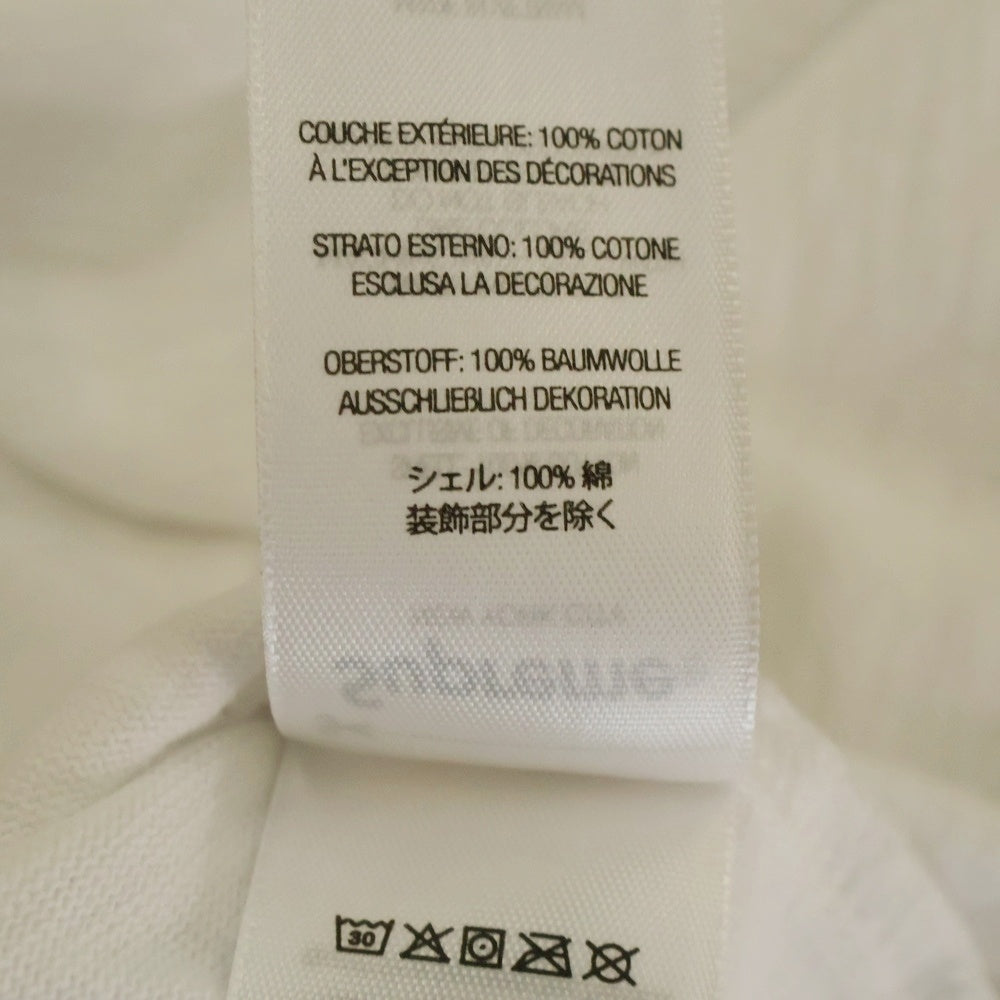 COUCHE EXTÉRIEURE: 100% COTON
À L'EXCEPTION DES DÉCORATIONS
STRATO ESTERNO: 100% COTONE
ESCLUSA LA DECORAZIONE
OBERSTOFF: 100% BAUMWOLLE
AUSSCHLIEßLICH DEKORATION
シェル: 100% 綿
装飾部分を除く
Supreme
30